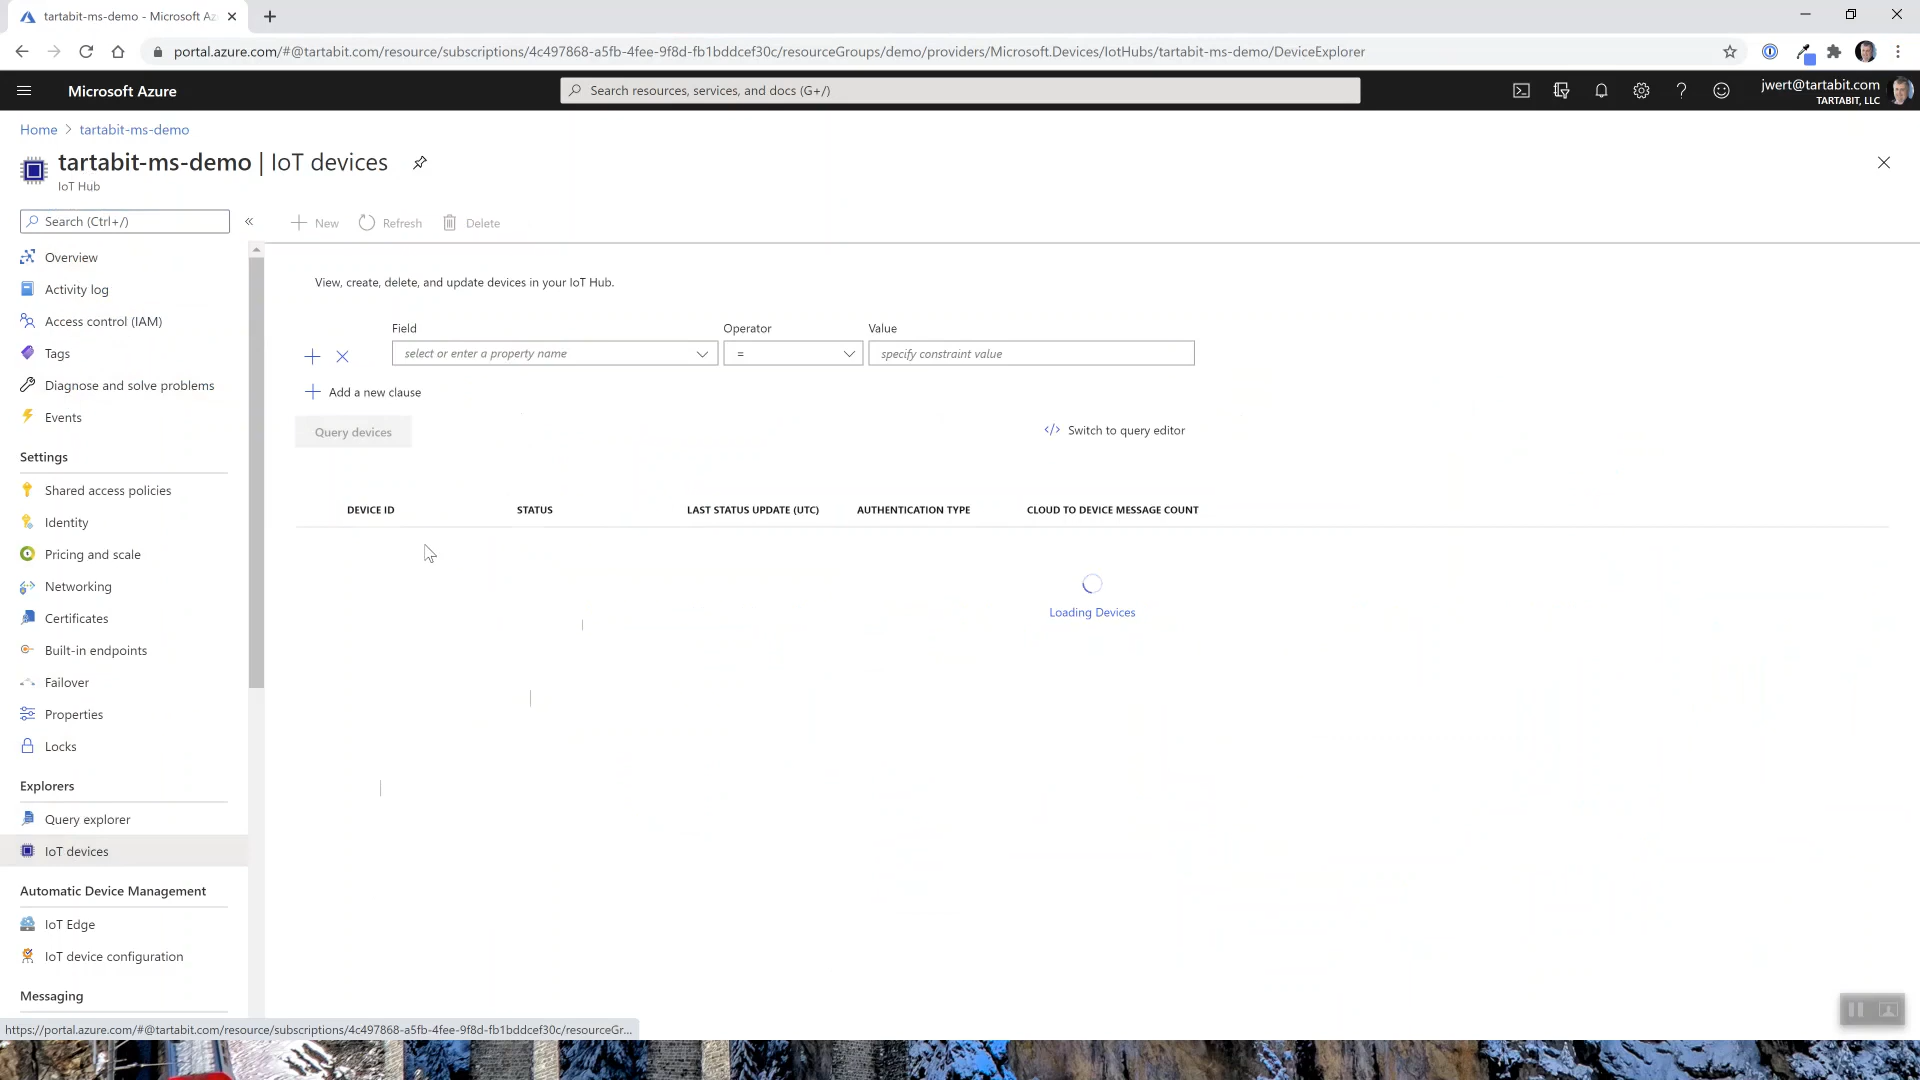 tartabit-ms-demo - Microsoft Az
portal.azure.com/#@tartabit.com/resource/subscriptions/4c497868-a5fb-4fee-9f8d-fb1bddcef30c/resourceGroups/demo/providers/Microsoft.Devices/IotHubs/tartabit-ms-demo/DeviceExplorer
Microsoft Azure
Search resources, services, and docs (G+/)
jwert@tartabit.com
TARTABIT, LLC
Home > tartabit-ms-demo
tartabit-ms-demo | IoT devices
IoT Hub
Search (Ctrl+/)
«
New
Refresh
Delete
Overview
Activity log
Access control (IAM)
Tags
Diagnose and solve problems
Events
Settings
Shared access policies
Identity
Pricing and scale
Networking
Certificates
Built-in endpoints
Failover
Properties
Locks
Explorers
Query explorer
IoT devices
Automatic Device Management
IoT Edge
IoT device configuration
Messaging
View, create, delete, and update devices in your IoT Hub.
Field Operator Value
select or enter a property name = specify constraint value
Add a new clause
Query devices
</> Switch to query editor
DEVICE ID STATUS LAST STATUS UPDATE (UTC) AUTHENTICATION TYPE CLOUD TO DEVICE MESSAGE COUNT
Loading Devices
https://portal.azure.com/#@tartabit.com/resource/subscriptions/4c497868-a5fb-4fee-9f8d-fb1bddcef30c/resourceGr...